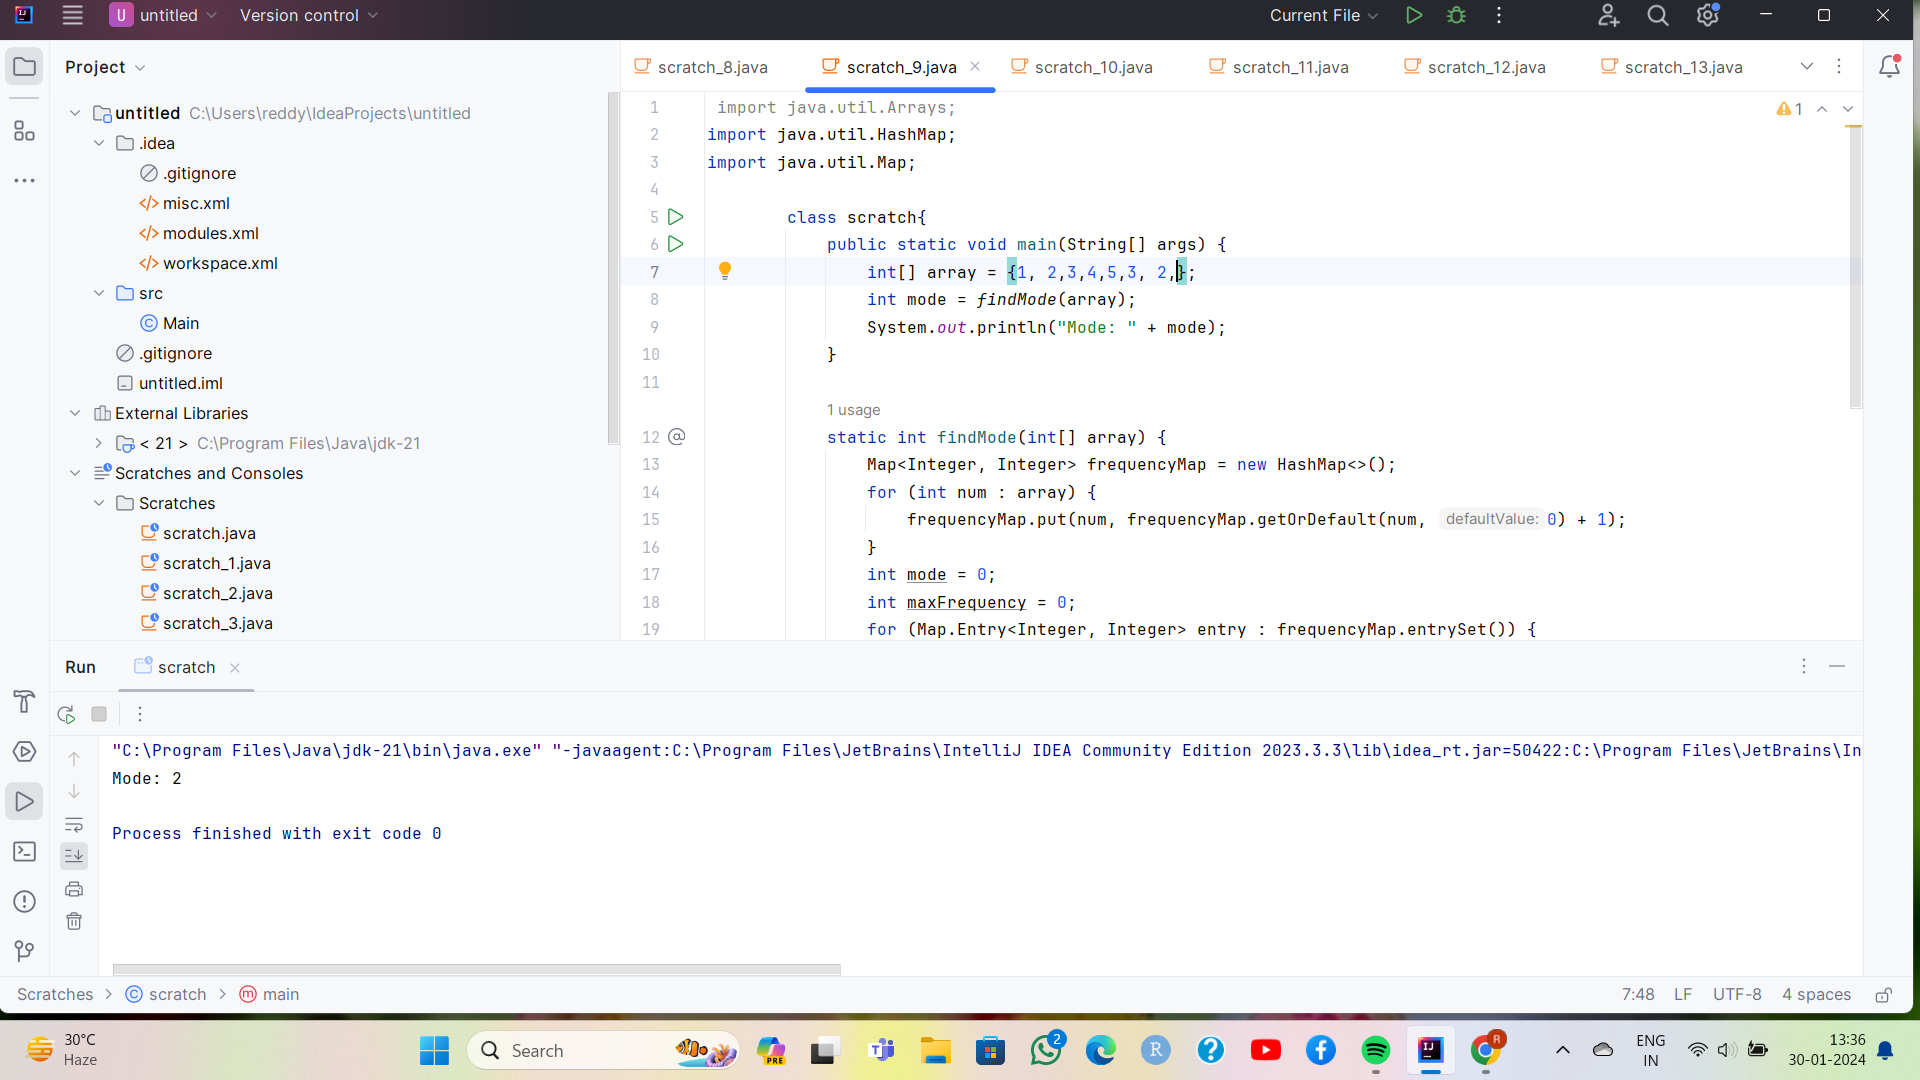 U untitled Version control Current File
Project
scratch_8.java scratch_9.java scratch_10.java scratch_11.java scratch_12.java scratch_13.java
untitled C:\Users\reddy\IdeaProjects\untitled
.idea
.gitignore
misc.xml
modules.xml
workspace.xml
src
Main
.gitignore
untitled.iml
External Libraries
< 21 > C:\Program Files\Java\jdk-21
Scratches and Consoles
Scratches
scratch.java
scratch_1.java
scratch_2.java
scratch_3.java
1 import java.util.Arrays;
2 import java.util.HashMap;
3 import java.util.Map;
4
5 class scratch{
6 public static void main(String[] args) {
7 int[] array = {1, 2,3,4,5,3, 2,};
8 int mode = findMode(array);
9 System.out.println("Mode: " + mode);
10 }
11
1 usage
12 @ static int findMode(int[] array) {
13 Map<Integer, Integer> frequencyMap = new HashMap<>();
14 for (int num : array) {
15 frequencyMap.put(num, frequencyMap.getOrDefault(num, defaultValue: 0) + 1);
16 }
17 int mode = 0;
18 int maxFrequency = 0;
19 for (Map.Entry<Integer, Integer> entry : frequencyMap.entrySet()) {
1
Run scratch
"C:\Program Files\Java\jdk-21\bin\java.exe" "-javaagent:C:\Program Files\JetBrains\IntelliJ IDEA Community Edition 2023.3.3\lib\idea_rt.jar=50422:C:\Program Files\JetBrains\In
Mode: 2
Process finished with exit code 0
Scratches > scratch > main
7:48 LF UTF-8 4 spaces
30°C
Haze
Search
PRE
2
R
R
ENG
IN
13:36
30-01-2024